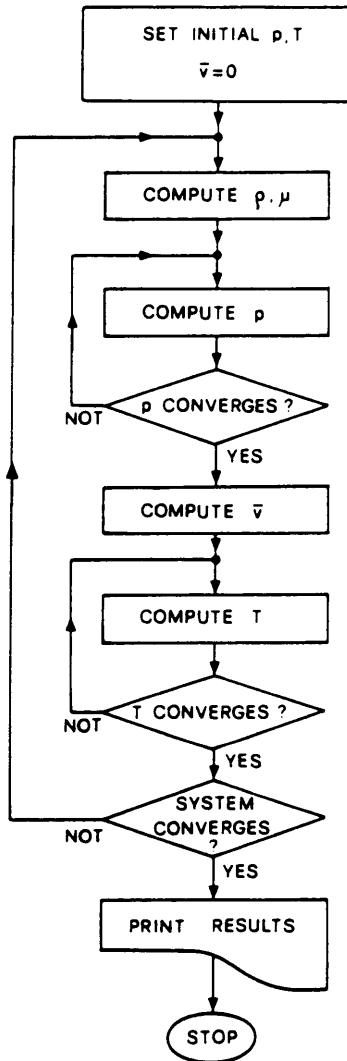 SET INITIAL p,T
v̄=0
COMPUTE ρ,μ
COMPUTE p
p CONVERGES ?
NOT
YES
COMPUTE v̄
COMPUTE T
T CONVERGES ?
NOT
YES
SYSTEM
CONVERGES
?
NOT
YES
PRINT RESULTS
STOP